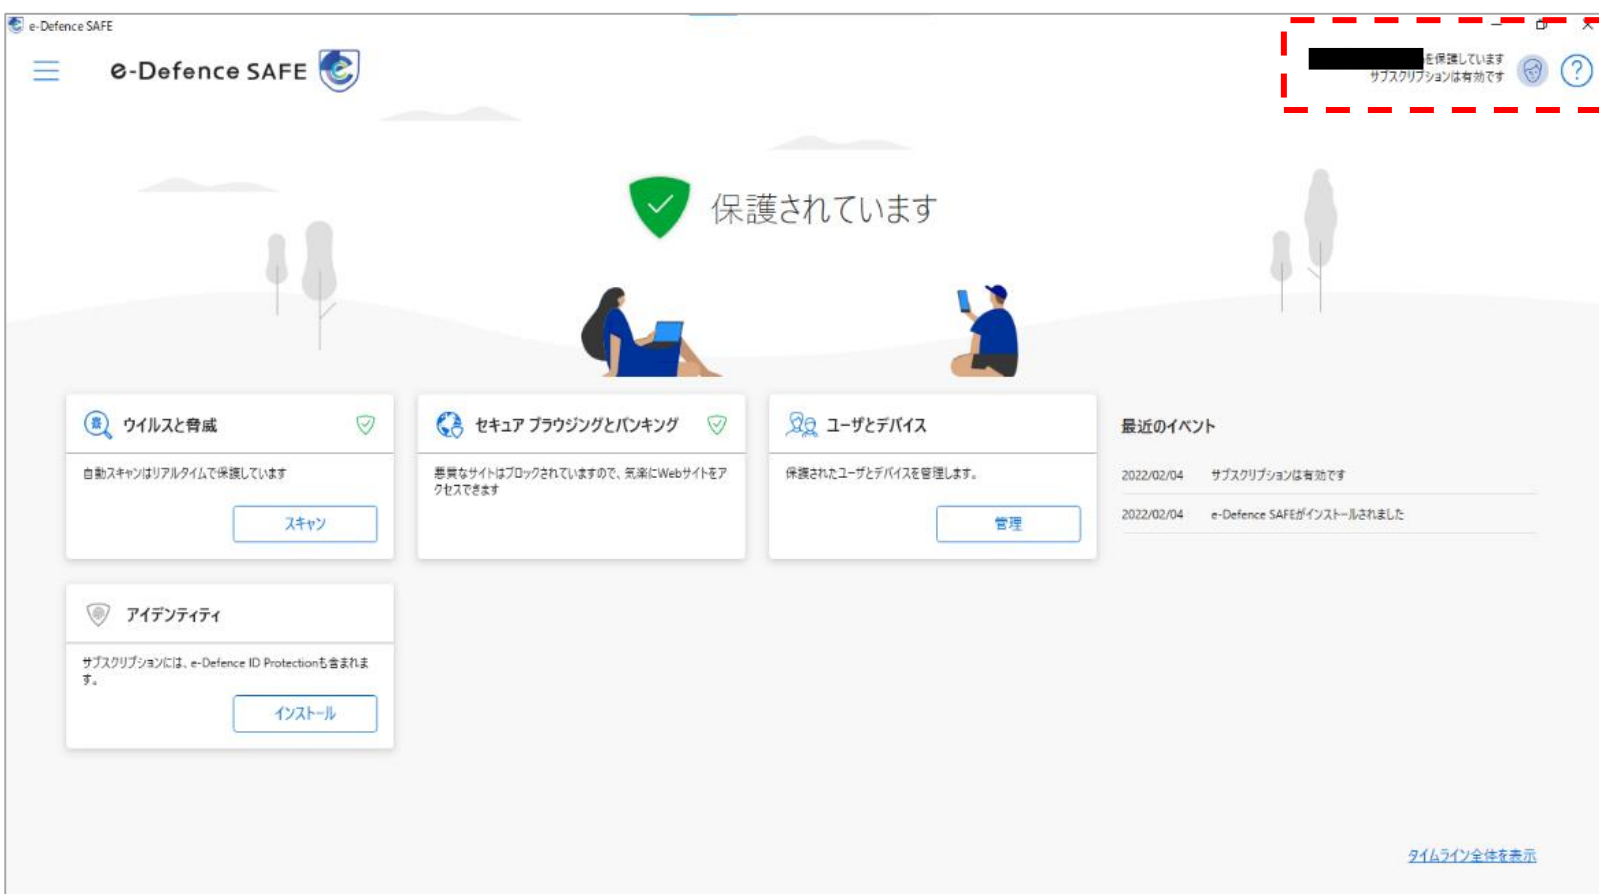 e-Defence SAFE
e-Defence SAFE
を保護しています
サブスクリプションは有効です
?
保護されています
ウイルスと脅威
自動スキャンはリアルタイムで保護しています
スキャン
セキュア ブラウジングとバンキング
悪質なサイトはブロックされていますので、気楽にWebサイトをア
クセスできます
ユーザとデバイス
保護されたユーザとデバイスを管理します。
管理
最近のイベント
2022/02/04 サブスクリプションは有効です
2022/02/04 e-Defence SAFEがインストールされました
アイデンティティ
サブスクリプションには、e-Defence ID Protectionも含まれま
す。
インストール
タイムライン全体を表示